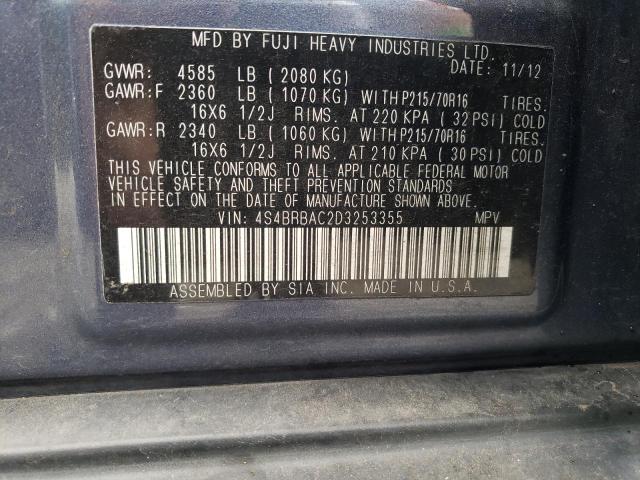 MFD BY FUJI HEAVY INDUSTRIES LTD.
GVWR: 4585 LB ( 2080 KG) DATE: 11/12
GAWR:F 2360 LB ( 1070 KG) WITH P215/70R16 TIRES.
16X6 1/2J RIMS. AT 220 KPA ( 32 PSI) COLD
GAWR:R 2340 LB ( 1060 KG) WITH P215/70R16 TIRES.
16X6 1/2J RIMS. AT 210 KPA ( 30 PSI) COLD
THIS VEHICLE CONFORMS TO ALL APPLICABLE FEDERAL MOTOR
VEHICLE SAFETY AND THEFT PREVENTION STANDARDS
IN EFFECT ON THE DATE OF MANUFACTURE SHOWN ABOVE.
VIN: 4S4BRBAC2D3253355 MPV
ASSEMBLED BY SIA INC. MADE IN U.S.A.